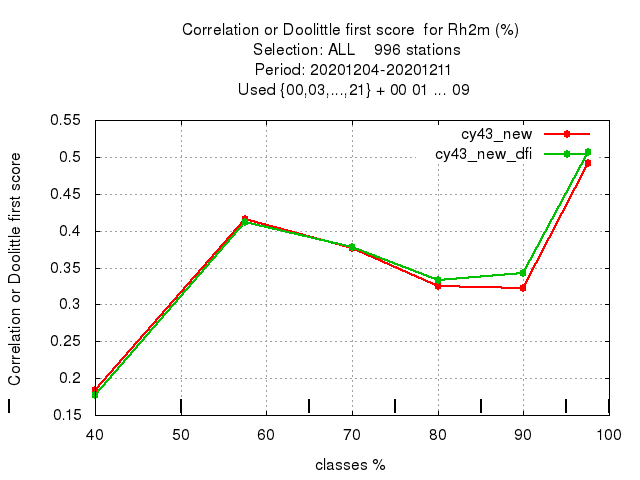 Correlation or Doolittle first score  for Rh2m (%)
Selection: ALL    996 stations
Period: 20201204-20201211
Used {00,03,...,21} + 00 01 ... 09
cy43_new
cy43_new_dfi
Correlation or Doolittle first score
0.55
0.5
0.45
0.4
0.35
0.3
0.25
0.2
0.15
40 50 60 70 80 90 100
classes %